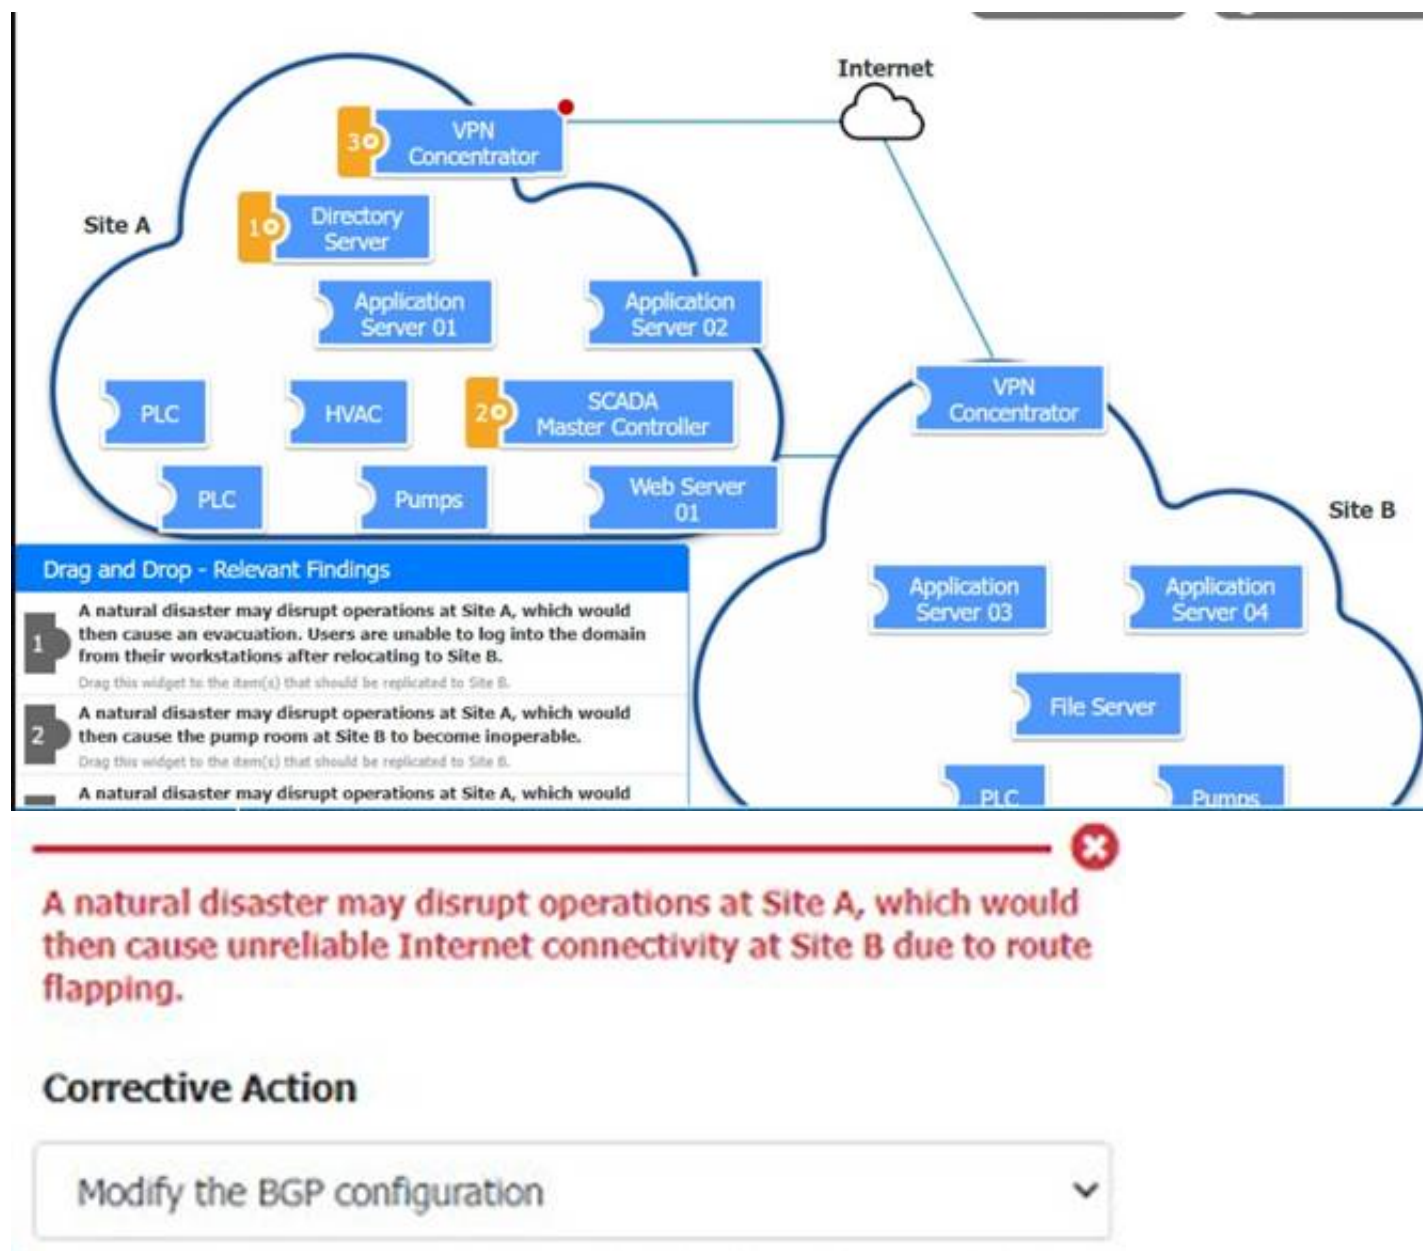 Internet
3
VPN
Concentrator
Site A
1
Directory
Server
Application
Server 01
Application
Server 02
PLC
HVAC
2
SCADA
Master Controller
VPN
Concentrator
PLC
Pumps
Web Server
01
Site B
Application
Server 03
Application
Server 04
File Server
PLC
Pumps
Drag and Drop - Relevant Findings
1
A natural disaster may disrupt operations at Site A, which would
then cause an evacuation. Users are unable to log into the domain
from their workstations after relocating to Site B.
Drag this widget to the item(s) that should be replicated to Site B.
2
A natural disaster may disrupt operations at Site A, which would
then cause the pump room at Site B to become inoperable.
Drag this widget to the item(s) that should be replicated to Site B.
A natural disaster may disrupt operations at Site A, which would
A natural disaster may disrupt operations at Site A, which would
then cause unreliable Internet connectivity at Site B due to route
flapping.
Corrective Action
Modify the BGP configuration